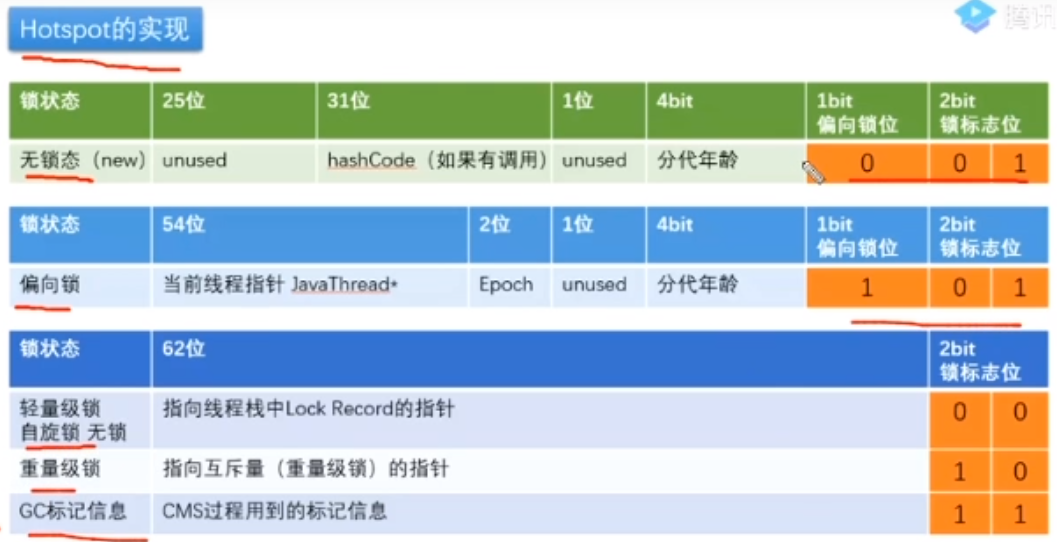 Hotspot的实现
腾讯
锁状态 25位 31位 1位 4bit 1bit 2bit
偏向锁位 锁标志位
无锁态（new） unused hashCode（如果有调用） unused 分代年龄 0 0 1
锁状态 54位 2位 1位 4bit 1bit 2bit
偏向锁位 锁标志位
偏向锁 当前线程指针 JavaThread* Epoch unused 分代年龄 1 0 1
锁状态 62位 2bit
锁标志位
轻量级锁 指向线程栈中Lock Record的指针 0 0
自旋锁 无锁
重量级锁 指向互斥量（重量级锁）的指针 1 0
GC标记信息 CMS过程用到的标记信息 1 1